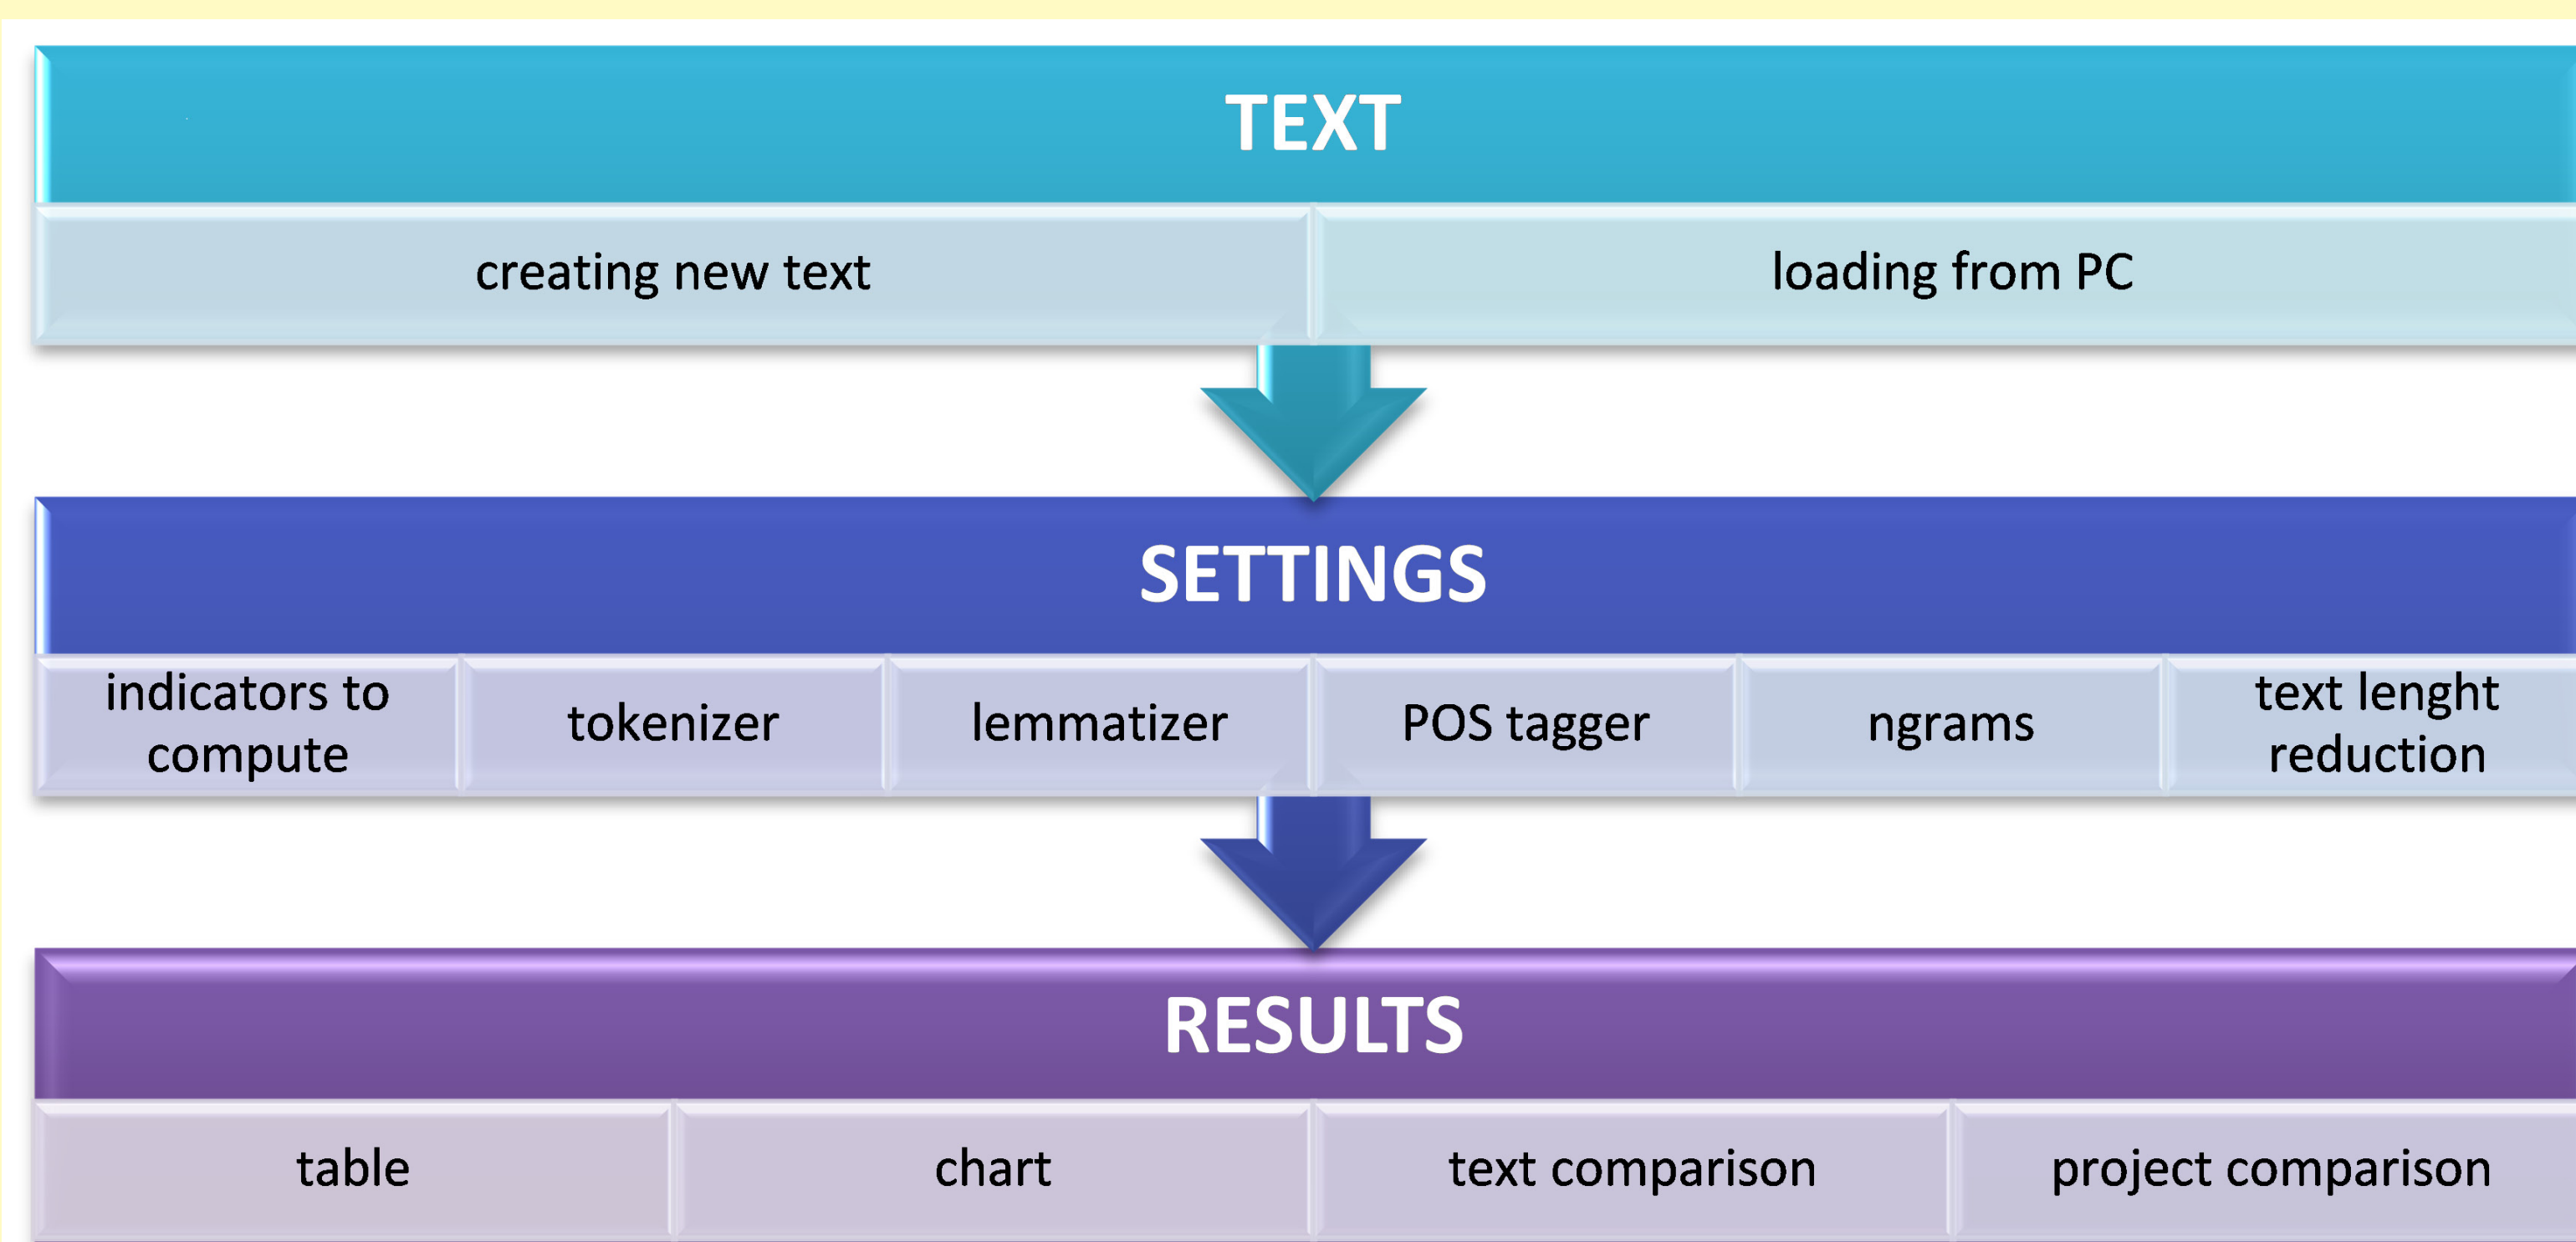 TEXT
creating new text
loading from PC
SETTINGS
indicators to
compute
tokenizer
lemmatizer
POS tagger
ngrams
text lenght
reduction
RESULTS
table
chart
text comparison
project comparison